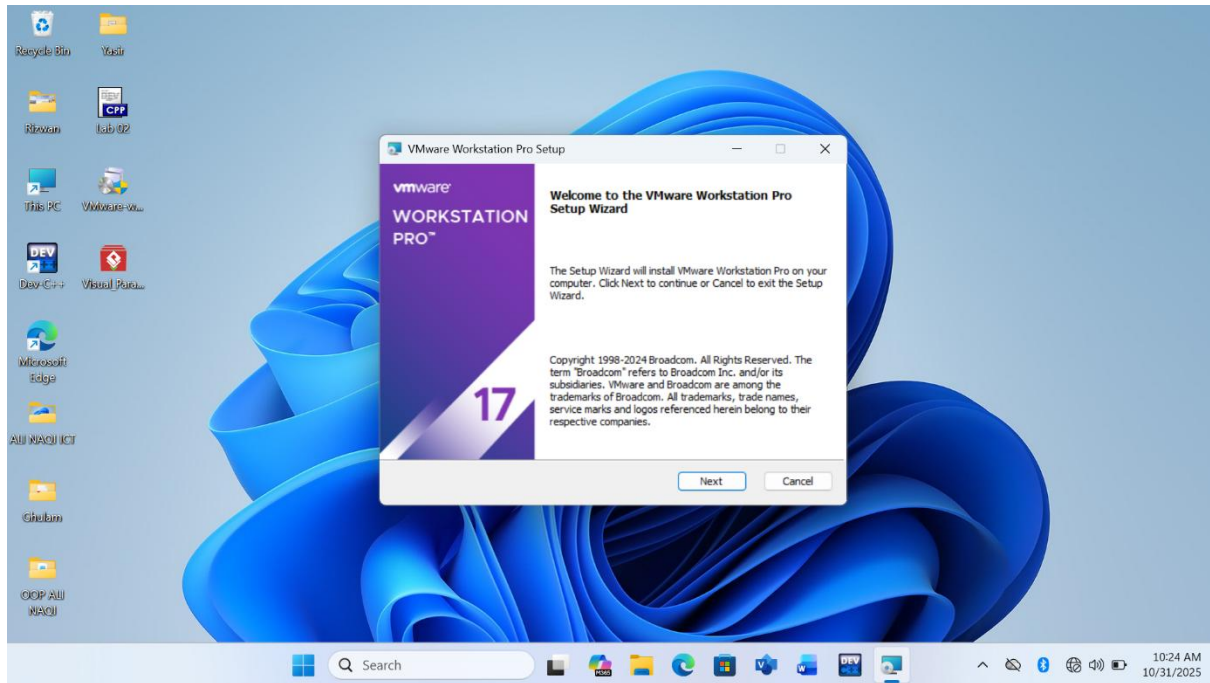 Recycle Bin
Yasir
Rizwan
CPP
Lab 02
This PC
VMware-w...
DEV
Dev-C++
Visual Para...
Microsoft
Edge
ALI NAQI ICT
Ghulam
OOP ALI
NAQI
VMware Workstation Pro Setup
vmware
WORKSTATION
PRO™
17
Welcome to the VMware Workstation Pro
Setup Wizard
The Setup Wizard will install VMware Workstation Pro on your
computer. Click Next to continue or Cancel to exit the Setup
Wizard.
Copyright 1998-2024 Broadcom. All Rights Reserved. The
term "Broadcom" refers to Broadcom Inc. and/or its
subsidiaries. VMware and Broadcom are among the
trademarks of Broadcom. All trademarks, trade names,
service marks and logos referenced herein belong to their
respective companies.
Next
Cancel
Search
M365
DEV
10:24 AM
10/31/2025